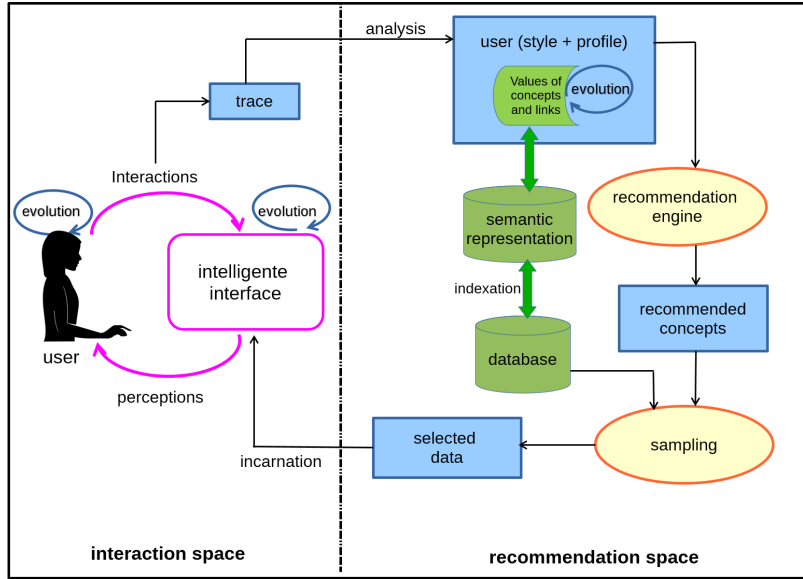 analysis
user (style + profile)
trace
Values of
concepts
and links
evolution
Interactions
evolution
evolution
recommendation
engine
semantic
representation
intelligente
interface
indexation
recommended
concepts
user
database
perceptions
selected
data
sampling
incarnation
interaction space
recommendation space